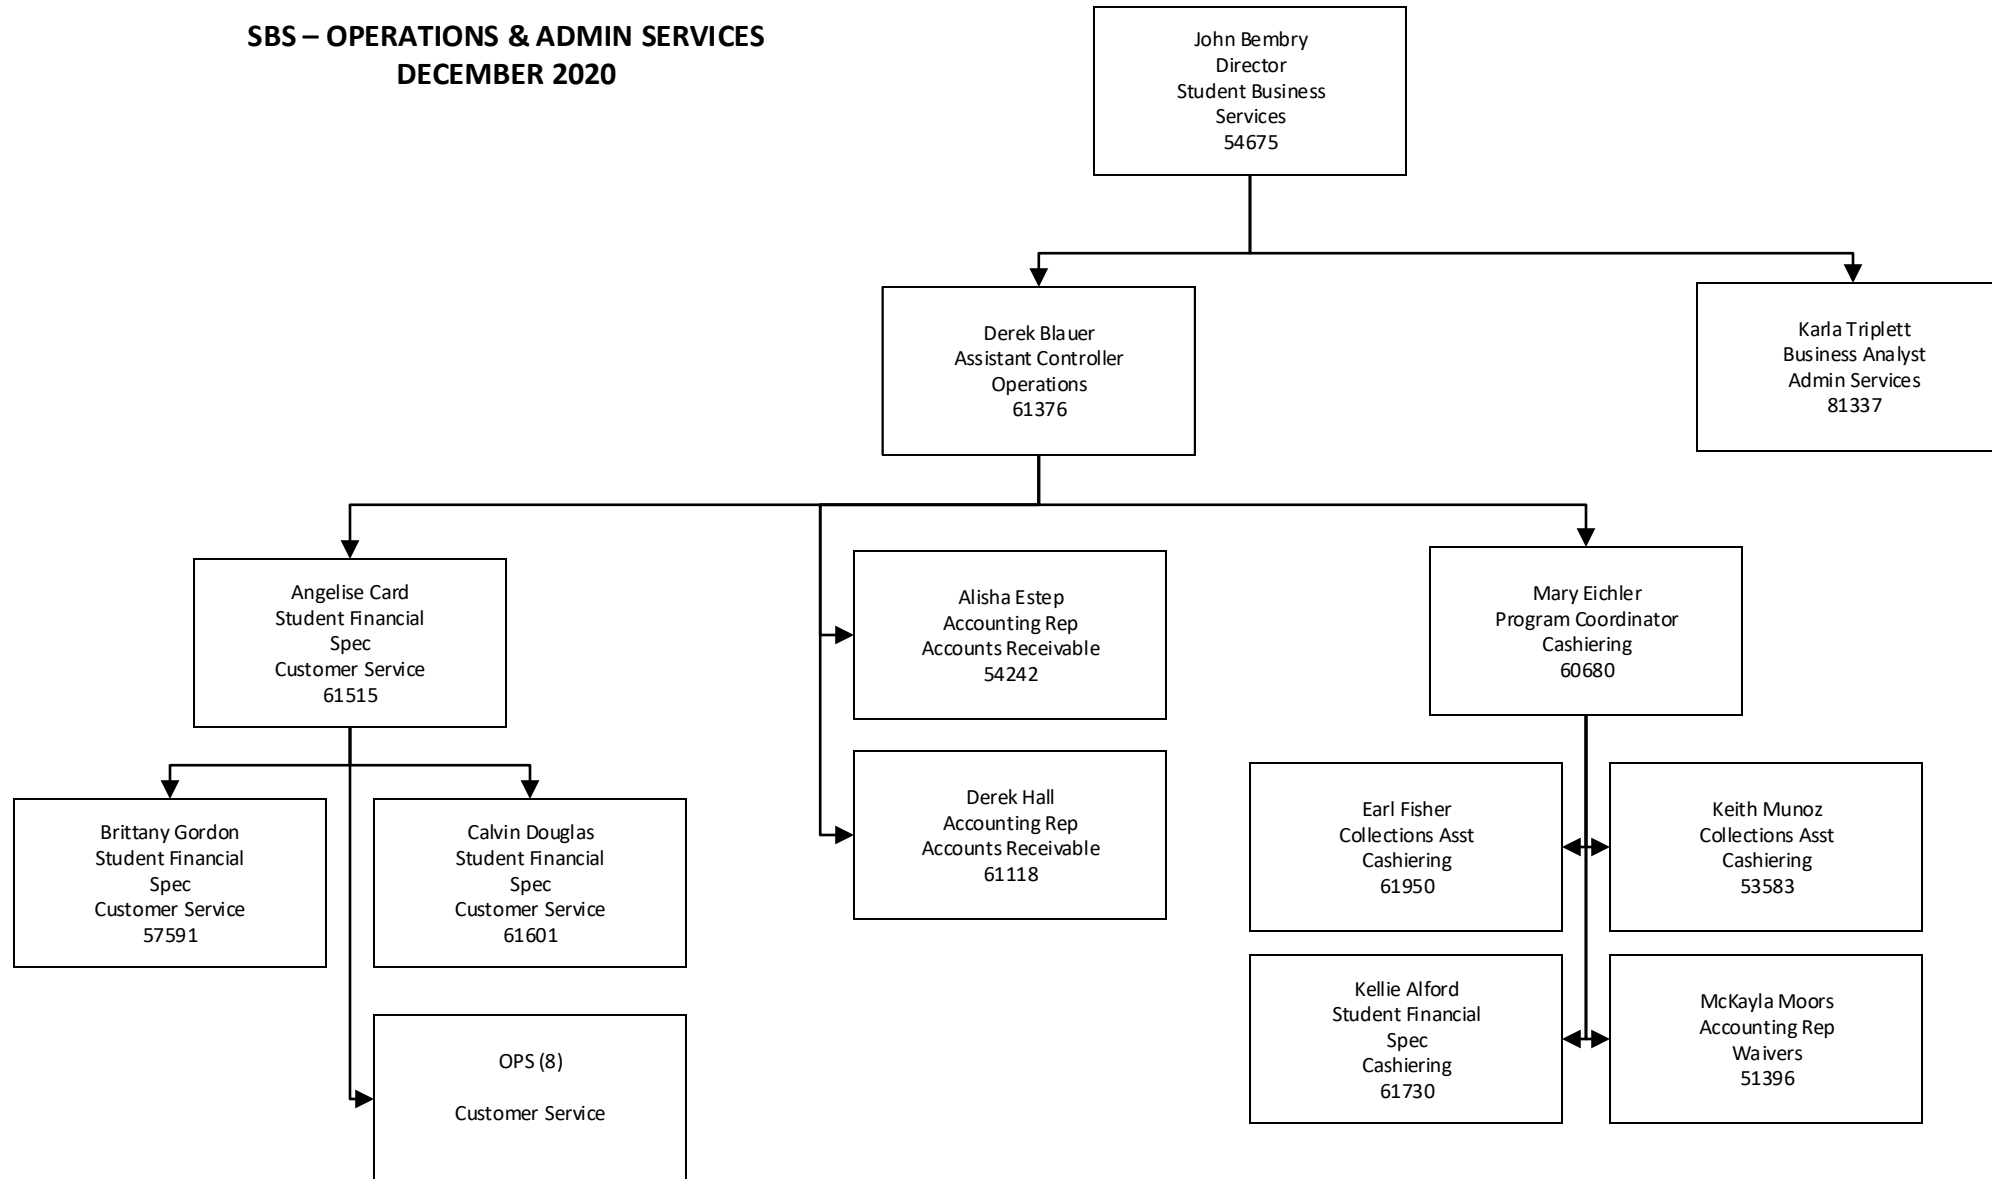 SBS – OPERATIONS & ADMIN SERVICES
DECEMBER 2020
John Bembry
Director
Student Business
Services
54675
Derek Blauer
Assistant Controller
Operations
61376
Karla Triplett
Business Analyst
Admin Services
81337
Angelise Card
Student Financial
Spec
Customer Service
61515
Alisha Estep
Accounting Rep
Accounts Receivable
54242
Mary Eichler
Program Coordinator
Cashiering
60680
Brittany Gordon
Student Financial
Spec
Customer Service
57591
Calvin Douglas
Student Financial
Spec
Customer Service
61601
Derek Hall
Accounting Rep
Accounts Receivable
61118
Earl Fisher
Collections Asst
Cashiering
61950
Keith Munoz
Collections Asst
Cashiering
53583
OPS (8)
Customer Service
Kellie Alford
Student Financial
Spec
Cashiering
61730
McKayla Moors
Accounting Rep
Waivers
51396